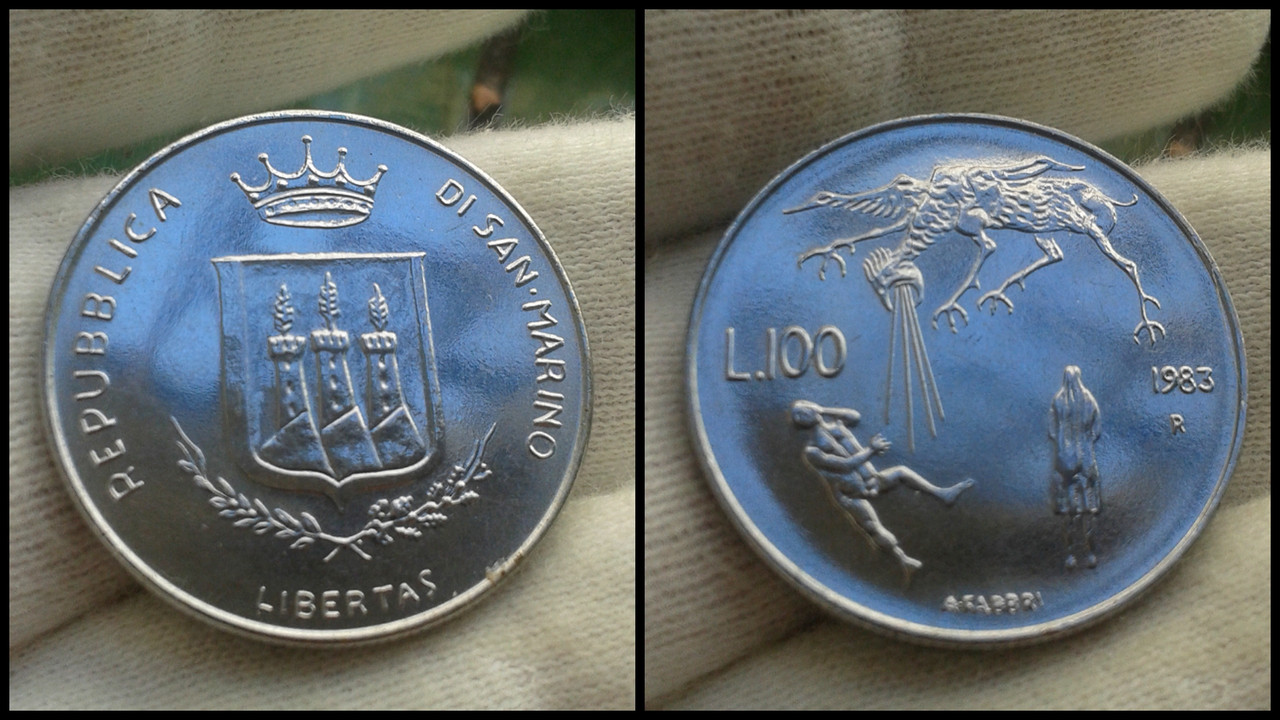 REPUBBLICA
DI SAN·MARINO
LIBERTAS
L.100
1983
R
A.FABBRI